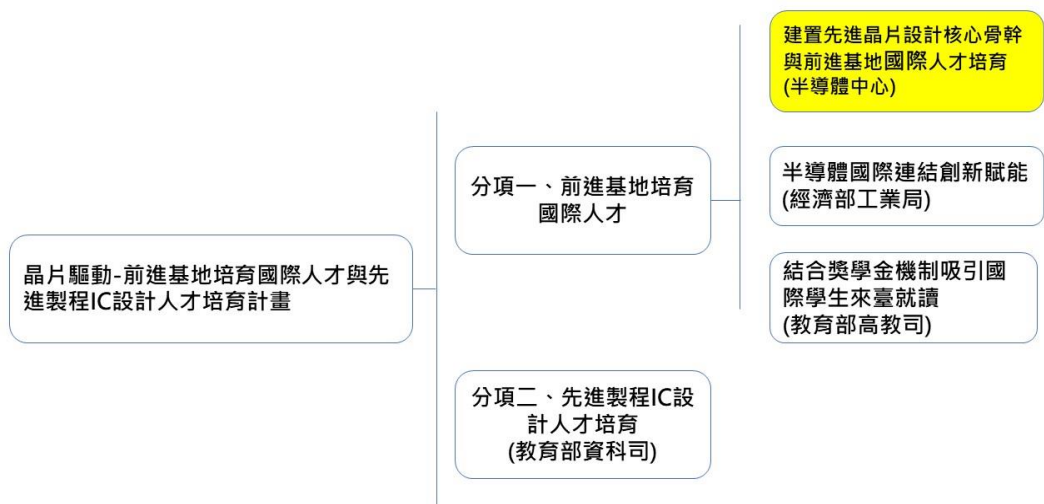 晶片驅動-前進基地培育國際人才與先
進製程IC設計人才培育計畫
分項一、前進基地培育
國際人才
建置先進晶片設計核心骨幹
與前進基地國際人才培育
(半導體中心)
半導體國際連結創新賦能
(經濟部工業局)
結合獎學金機制吸引國
際學生來臺就讀
(教育部高教司)
分項二、先進製程IC設
計人才培育
(教育部資科司)